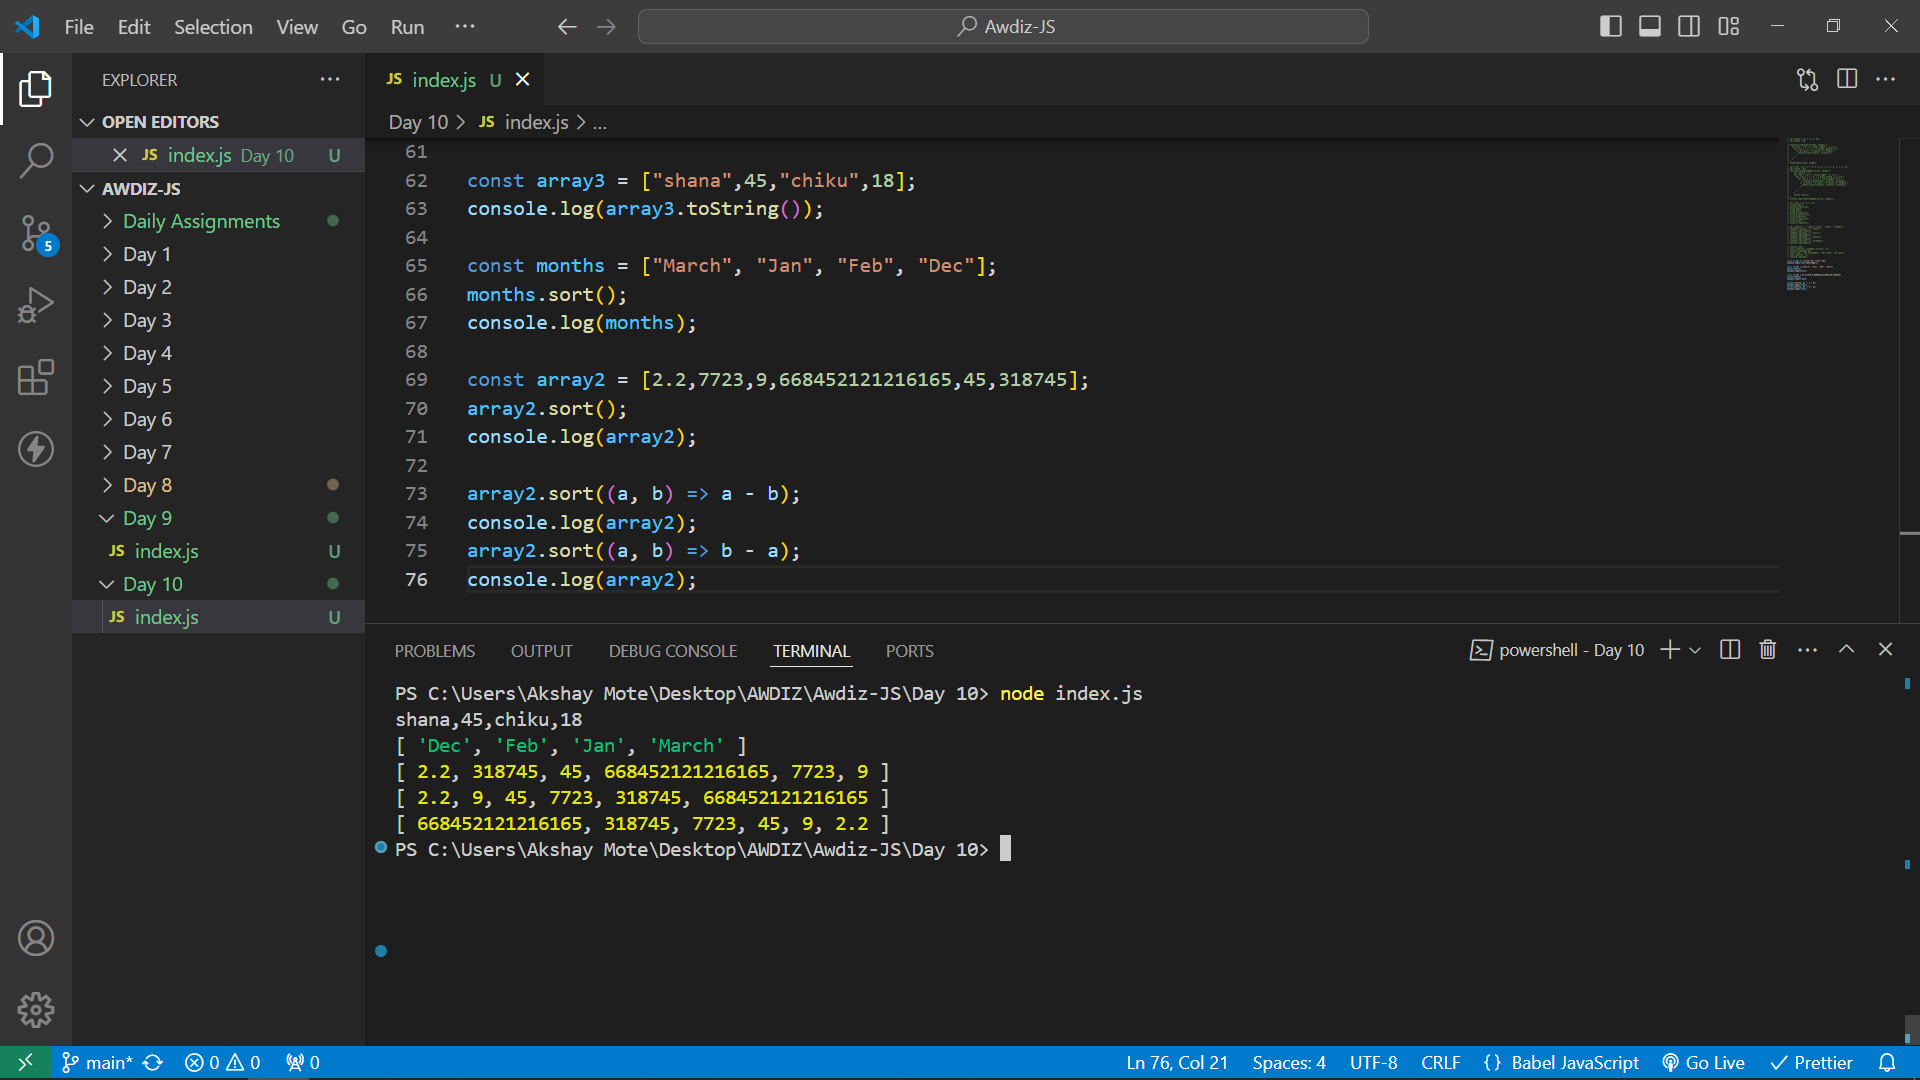 File Edit Selection View Go Run ··· Awdiz-JS
EXPLORER
OPEN EDITORS
JS index.js Day 10 U
AWDIZ-JS
Daily Assignments
Day 1
Day 2
Day 3
Day 4
Day 5
Day 6
Day 7
Day 8
Day 9
JS index.js U
Day 10
JS index.js U
5
JS index.js U
Day 10 > JS index.js > ...
61
62 const array3 = ["shana",45,"chiku",18];
63 console.log(array3.toString());
64
65 const months = ["March", "Jan", "Feb", "Dec"];
66 months.sort();
67 console.log(months);
68
69 const array2 = [2.2,7723,9,668452121216165,45,318745];
70 array2.sort();
71 console.log(array2);
72
73 array2.sort((a, b) => a - b);
74 console.log(array2);
75 array2.sort((a, b) => b - a);
76 console.log(array2);
PROBLEMS OUTPUT DEBUG CONSOLE TERMINAL PORTS powershell - Day 10
PS C:\Users\Akshay Mote\Desktop\AWDIZ\Awdiz-JS\Day 10> node index.js
shana,45,chiku,18
[ 'Dec', 'Feb', 'Jan', 'March' ]
[ 2.2, 318745, 45, 668452121216165, 7723, 9 ]
[ 2.2, 9, 45, 7723, 318745, 668452121216165 ]
[ 668452121216165, 318745, 7723, 45, 9, 2.2 ]
PS C:\Users\Akshay Mote\Desktop\AWDIZ\Awdiz-JS\Day 10>
main* 0 0 0 Ln 76, Col 21 Spaces: 4 UTF-8 CRLF {} Babel JavaScript Go Live Prettier